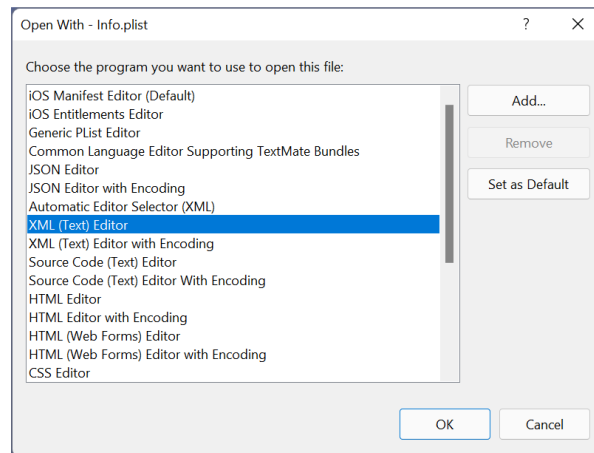 Open With - Info.plist
Choose the program you want to use to open this file:
iOS Manifest Editor (Default)
iOS Entitlements Editor
Generic PList Editor
Common Language Editor Supporting TextMate Bundles
JSON Editor
JSON Editor with Encoding
Automatic Editor Selector (XML)
XML (Text) Editor
XML (Text) Editor with Encoding
Source Code (Text) Editor
Source Code (Text) Editor With Encoding
HTML Editor
HTML Editor with Encoding
HTML (Web Forms) Editor
HTML (Web Forms) Editor with Encoding
CSS Editor
Add...
Remove
Set as Default
OK
Cancel